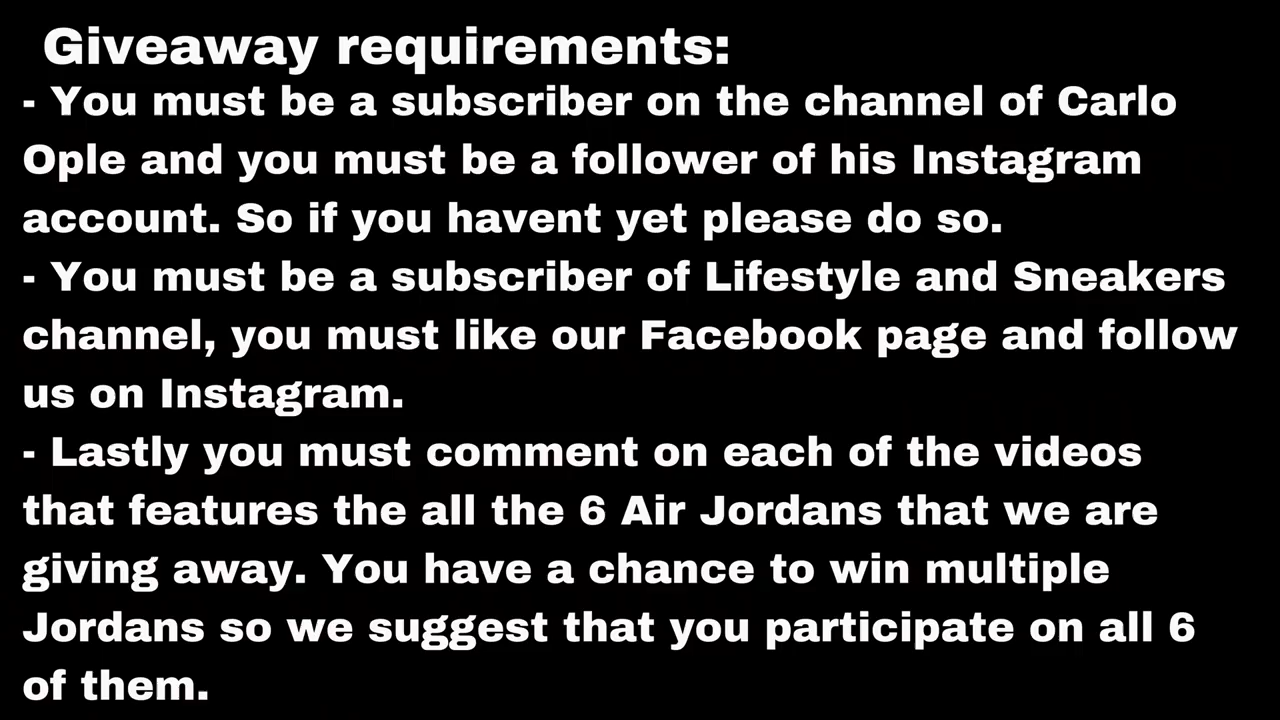 Giveaway requirements:
- You must be a subscriber on the channel of Carlo
Ople and you must be a follower of his Instagram
account. So if you havent yet please do so.
- You must be a subscriber of Lifestyle and Sneakers
channel, you must like our Facebook page and follow
us on Instagram.
- Lastly you must comment on each of the videos
that features the all the 6 Air Jordans that we are
giving away. You have a chance to win multiple
Jordans so we suggest that you participate on all 6
of them.